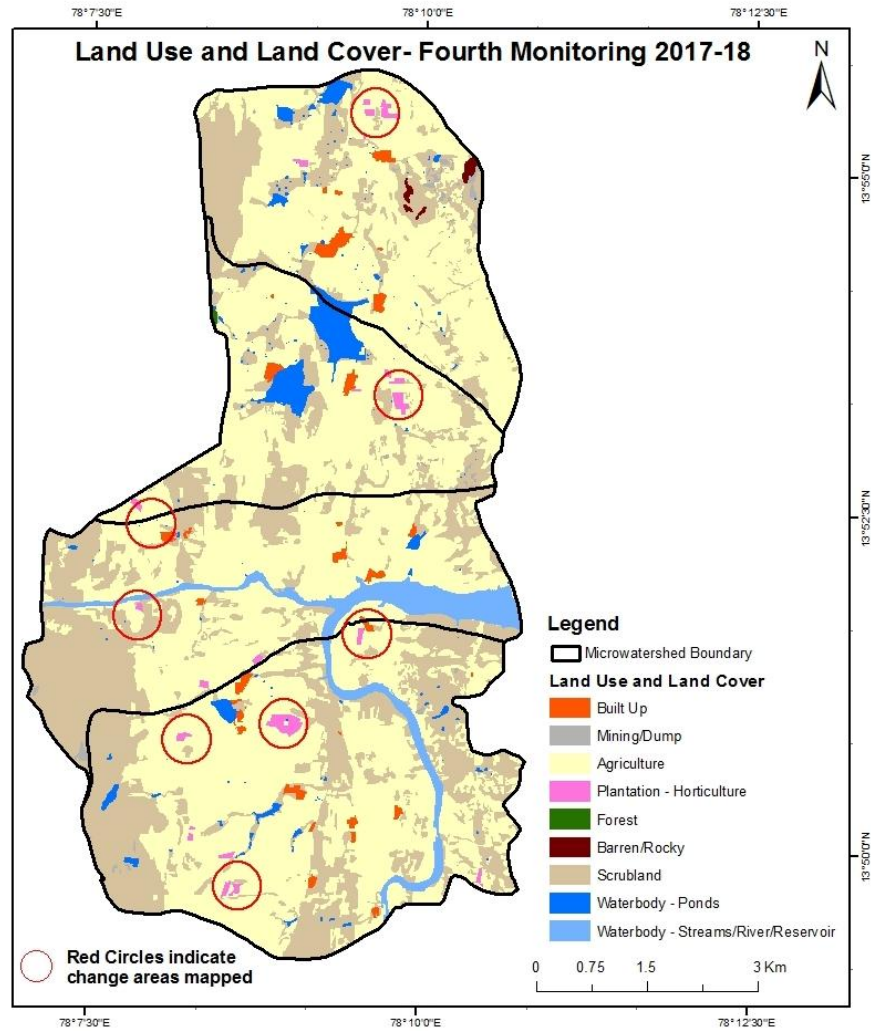 78°7'30"E
78°10'0"E
78°12'30"E
Land Use and Land Cover- Fourth Monitoring 2017-18
N
13°55'0"N
13°52'30"N
13°50'0"N
Legend
Microwatershed Boundary
Land Use and Land Cover
Built Up
Mining/Dump
Agriculture
Plantation - Horticulture
Forest
Barren/Rocky
Scrubland
Waterbody - Ponds
Waterbody - Streams/River/Reservoir
Red Circles indicate
change areas mapped
0 0.75 1.5 3 Km
78°7'30"E
78°10'0"E
78°12'30"E